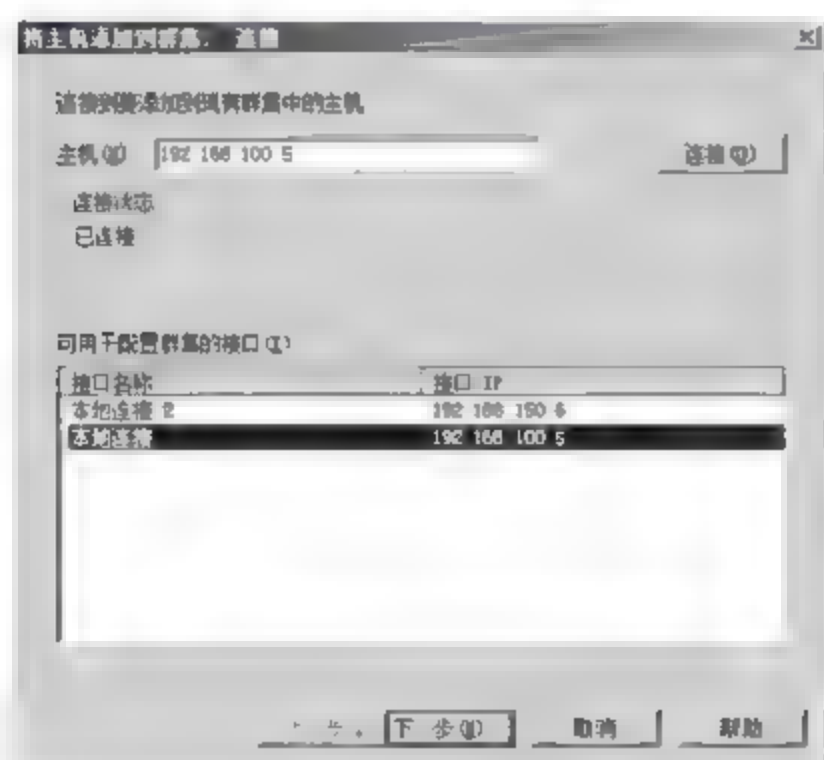 将主机添加到群集: 连接
连接到要添加到现有群集中的主机
主机(H) 192.168.100.5 连接(O)
连接状态
已连接
可用于配置群集的接口(I)
接口名称 接口 IP
本地连接 2 192.168.150.6
本地连接 192.168.100.5
下一步(N) 取消 帮助